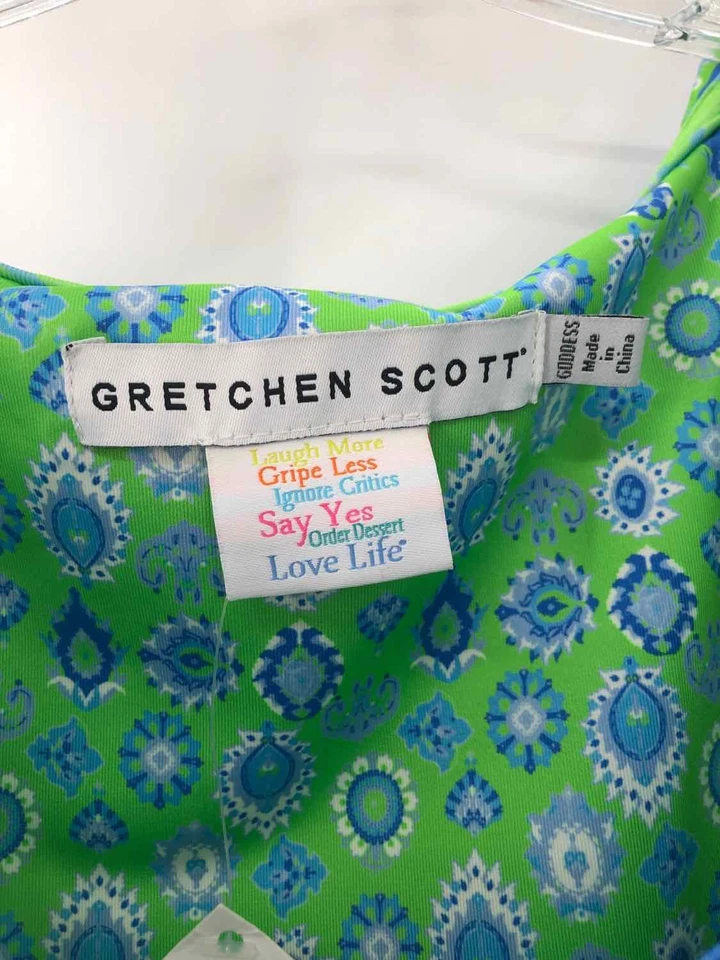 GRETCHEN SCOTT®
GODDESS
Made
in
China
Laugh More
Gripe Less
Ignore Critics
Say Yes
Order Dessert
Love Life®